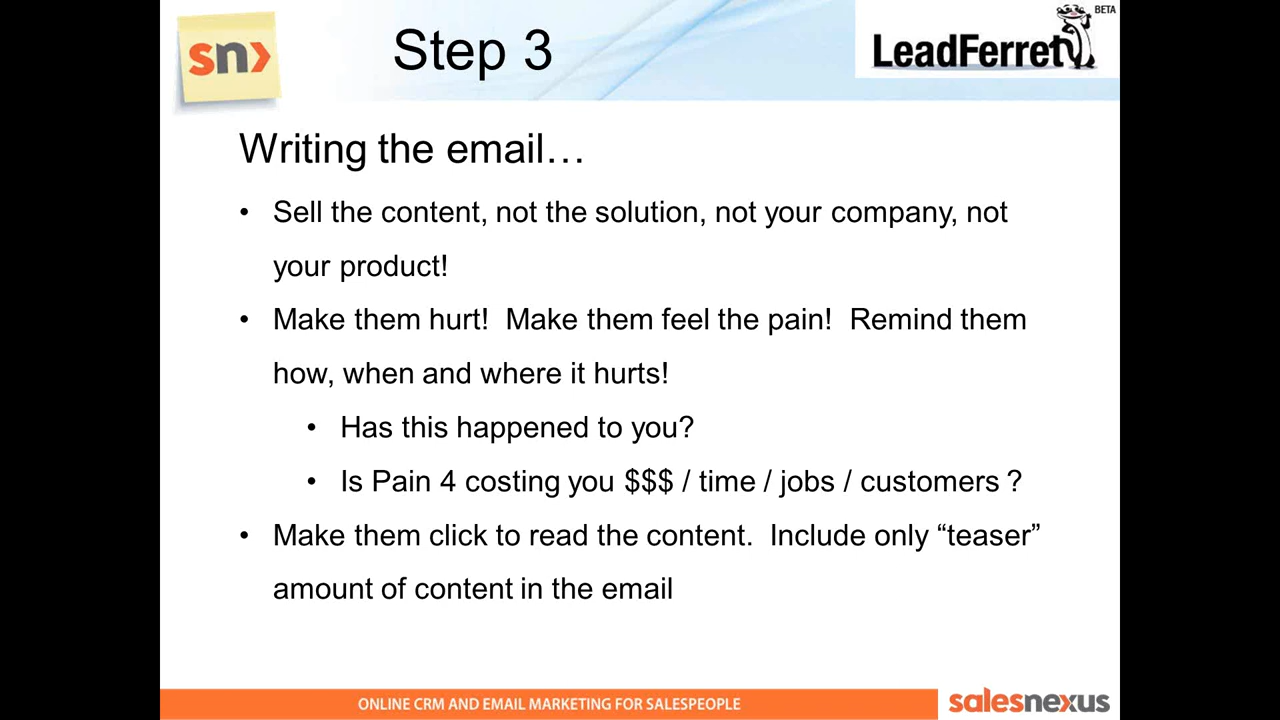 sn>
Step 3
LeadFerret
BETA
Writing the email…
• Sell the content, not the solution, not your company, not
your product!
• Make them hurt!  Make them feel the pain!  Remind them
how, when and where it hurts!
• Has this happened to you?
• Is Pain 4 costing you $$$ / time / jobs / customers ?
• Make them click to read the content.  Include only “teaser”
amount of content in the email
ONLINE CRM AND EMAIL MARKETING FOR SALESPEOPLE
salesnexus